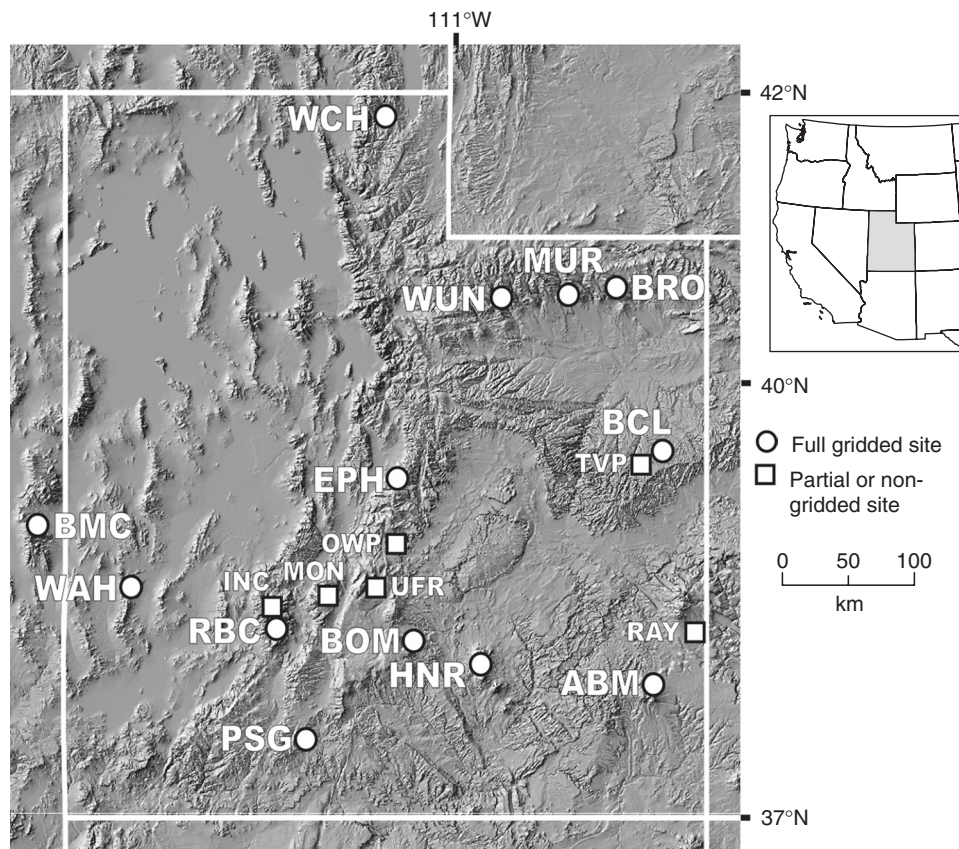 111°W
42°N
WCH
MUR
WUN
BRO
40°N
BCL
TVP
EPH
Full gridded site
Partial or non-
gridded site
BMC
OWP
0 50 100
km
WAH
INC
MON
UFR
RBC
BOM
RAY
HNR
ABM
PSG
37°N